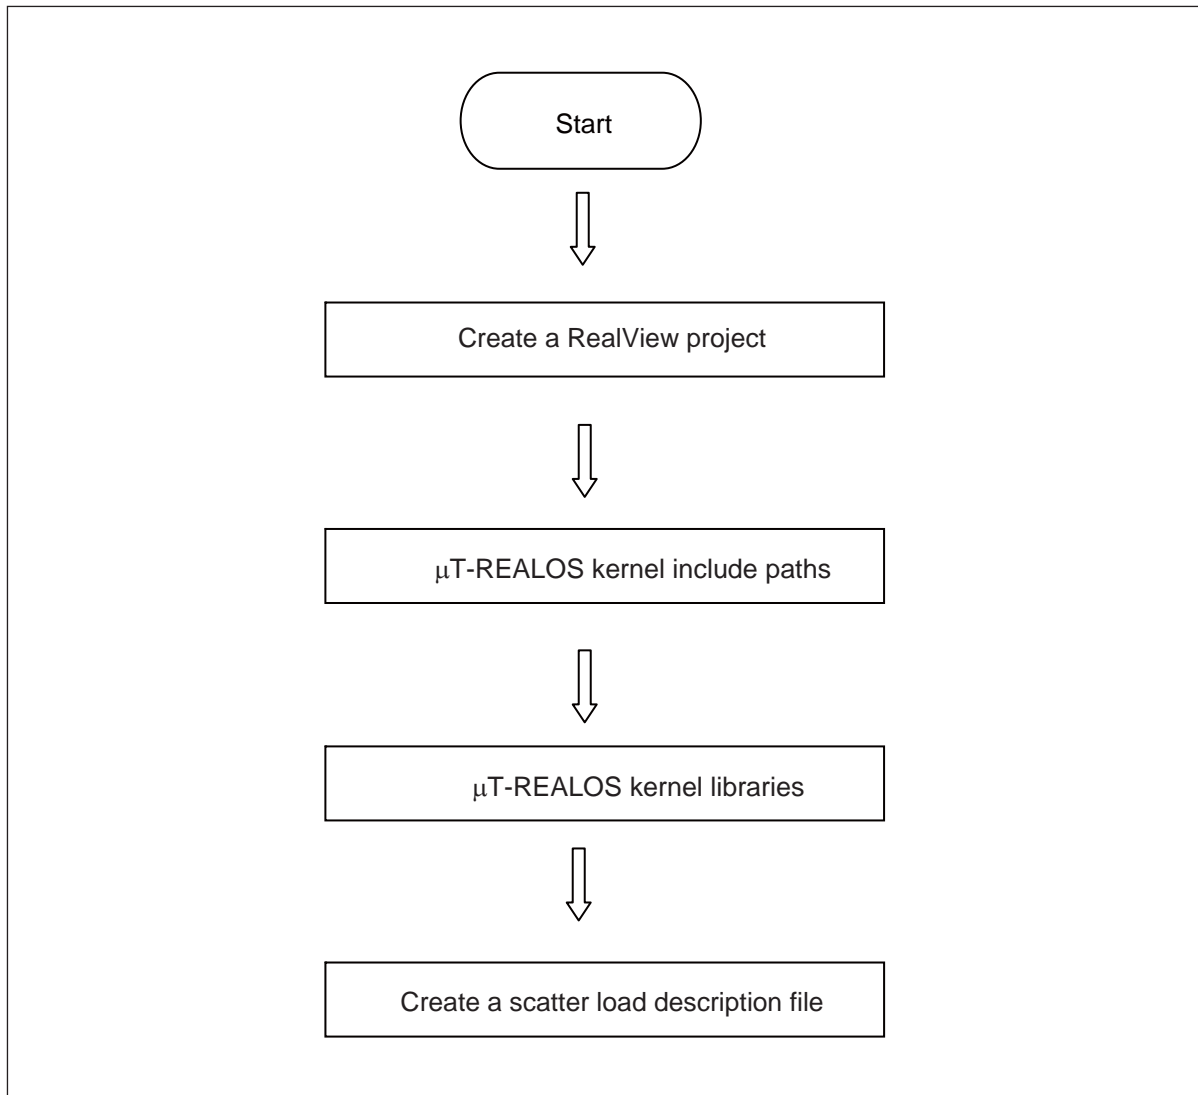 Start
Create a RealView project
μT-REALOS kernel include paths
μT-REALOS kernel libraries
Create a scatter load description file